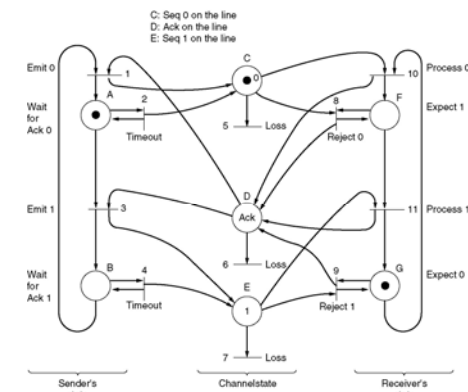 C: Seq 0 on the line
D: Ack on the line
E: Seq 1 on the line
C
Emit 0
1
0
10
Process 0
A
2
8
F
Wait
for
Ack 0
Expect 1
5
Loss
Timeout
Reject 0
D
Emit 1
3
Ack
11
Process 1
B
4
6
Loss
9
G
Wait
for
Ack 1
E
Expect 0
Timeout
1
Reject 1
7
Loss
Sender's
Channelstate
Receiver's